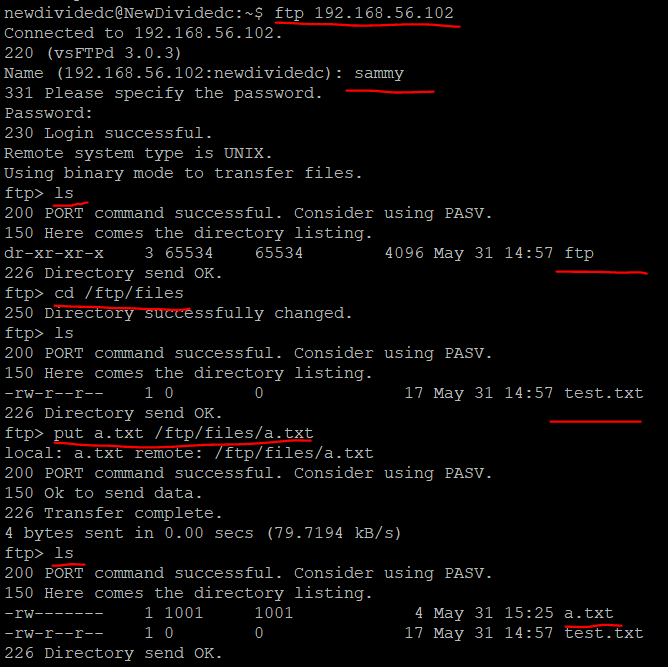 newdividedc@NewDividedc:~$ ftp 192.168.56.102
Connected to 192.168.56.102.
220 (vsFTPd 3.0.3)
Name (192.168.56.102:newdividedc): sammy
331 Please specify the password.
Password:
230 Login successful.
Remote system type is UNIX.
Using binary mode to transfer files.
ftp> ls
200 PORT command successful. Consider using PASV.
150 Here comes the directory listing.
dr-xr-xr-x    3 65534    65534        4096 May 31 14:57 ftp
226 Directory send OK.
ftp> cd /ftp/files
250 Directory successfully changed.
ftp> ls
200 PORT command successful. Consider using PASV.
150 Here comes the directory listing.
-rw-r--r--    1 0        0              17 May 31 14:57 test.txt
226 Directory send OK.
ftp> put a.txt /ftp/files/a.txt
local: a.txt remote: /ftp/files/a.txt
200 PORT command successful. Consider using PASV.
150 Ok to send data.
226 Transfer complete.
4 bytes sent in 0.00 secs (79.7194 kB/s)
ftp> ls
200 PORT command successful. Consider using PASV.
150 Here comes the directory listing.
-rw-------    1 1001     1001            4 May 31 15:25 a.txt
-rw-r--r--    1 0        0              17 May 31 14:57 test.txt
226 Directory send OK.